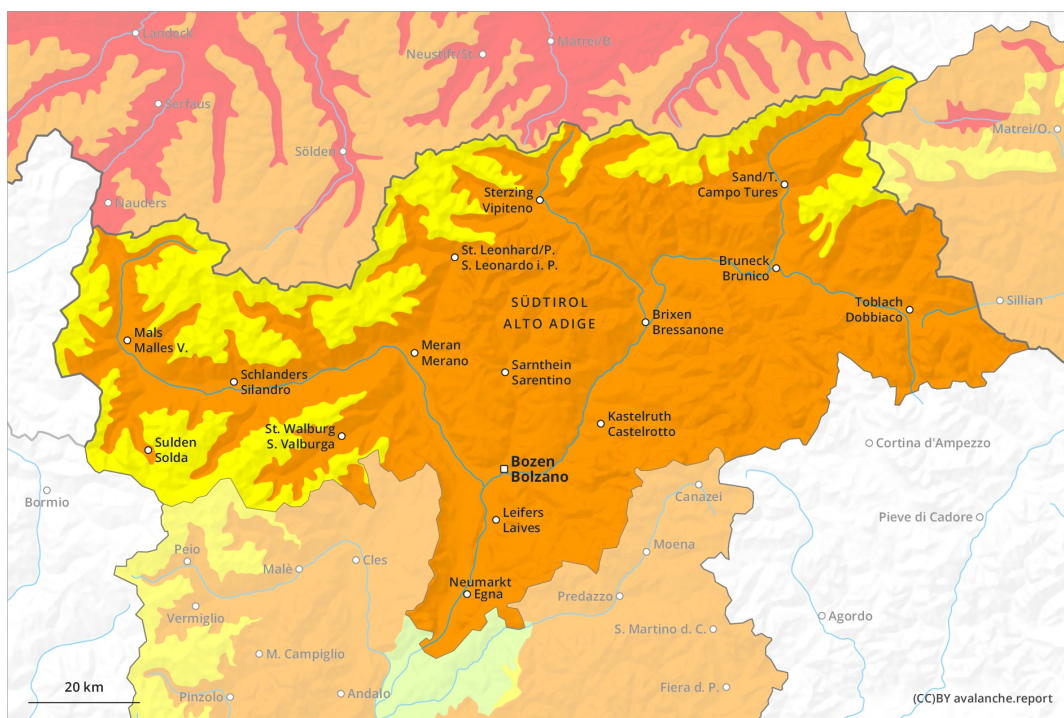 Landeck
Matrei/B.
Neustift/St.
Serfaus
Matrei/O.
Sölden
Sand/T.
Campo Tures
Sterzing
Vipiteno
Nauders
St. Leonhard/P.
S. Leonardo i. P.
Bruneck
Brunico
SÜDTIROL
ALTO ADIGE
Toblach
Dobbiaco
Sillian
Brixen
Bressanone
Mals
Malles V.
Meran
Merano
Sarnthein
Sarentino
Schlanders
Silandro
Kastelruth
Castelrotto
St. Walburg
S. Valburga
Sulden
Solda
Cortina d'Ampezzo
Bozen
Bolzano
Bormio
Canazei
Leifers
Laives
Pieve di Cadore
Moena
Peio
Cles
Malè
Neumarkt
Egna
Predazzo
Vermiglio
Agordo
S. Martino d. C.
M. Campiglio
20 km
Pinzolo
Andalo
Fiera d. P.
(CC)BY avalanche.report